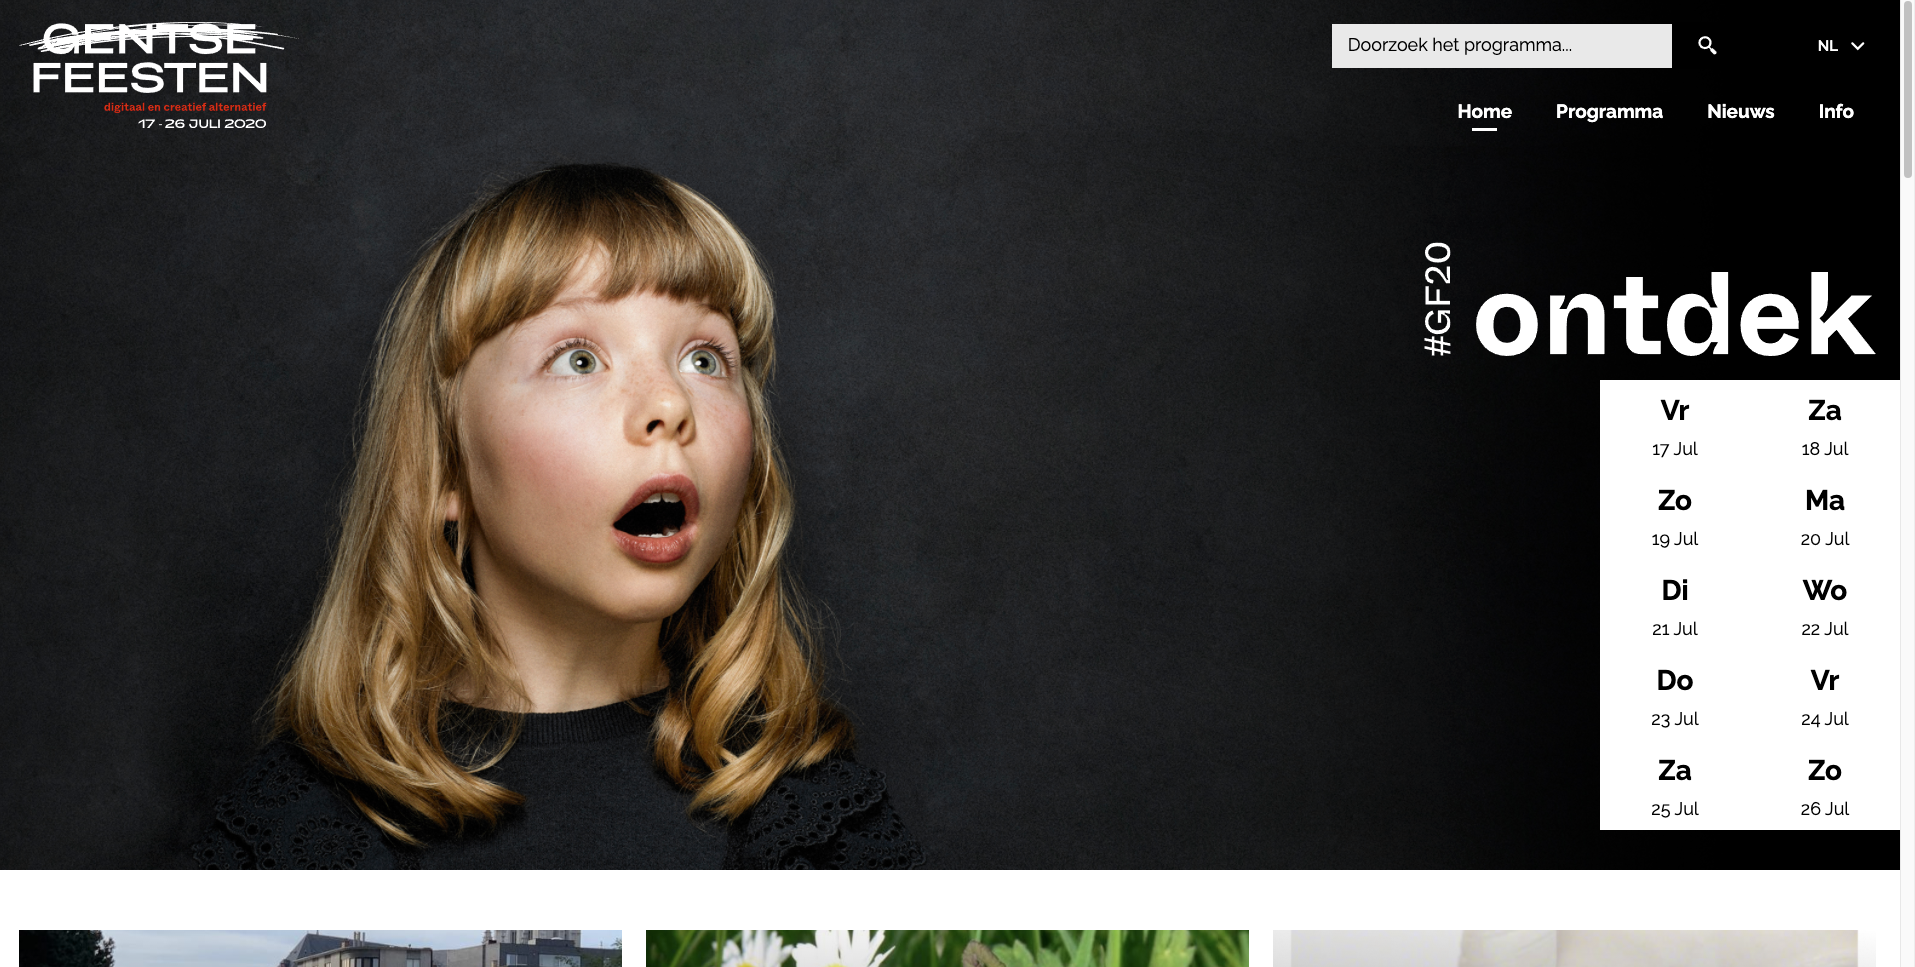 GENTSE
FEESTEN
digitaal en creatief alternatief
17 - 26 JULI 2020
Doorzoek het programma...
NL
Home Programma Nieuws Info
#GF20
ontdek
Vr Za
17 Jul 18 Jul
Zo Ma
19 Jul 20 Jul
Di Wo
21 Jul 22 Jul
Do Vr
23 Jul 24 Jul
Za Zo
25 Jul 26 Jul